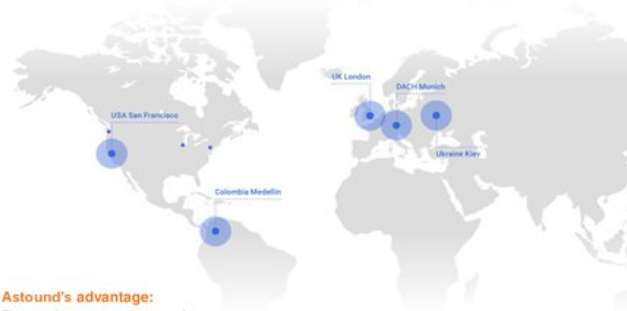 UK London
DACH Munich
USA San Francisco
Ukraine Kiev
Colombia Medellin
Astound's advantage: